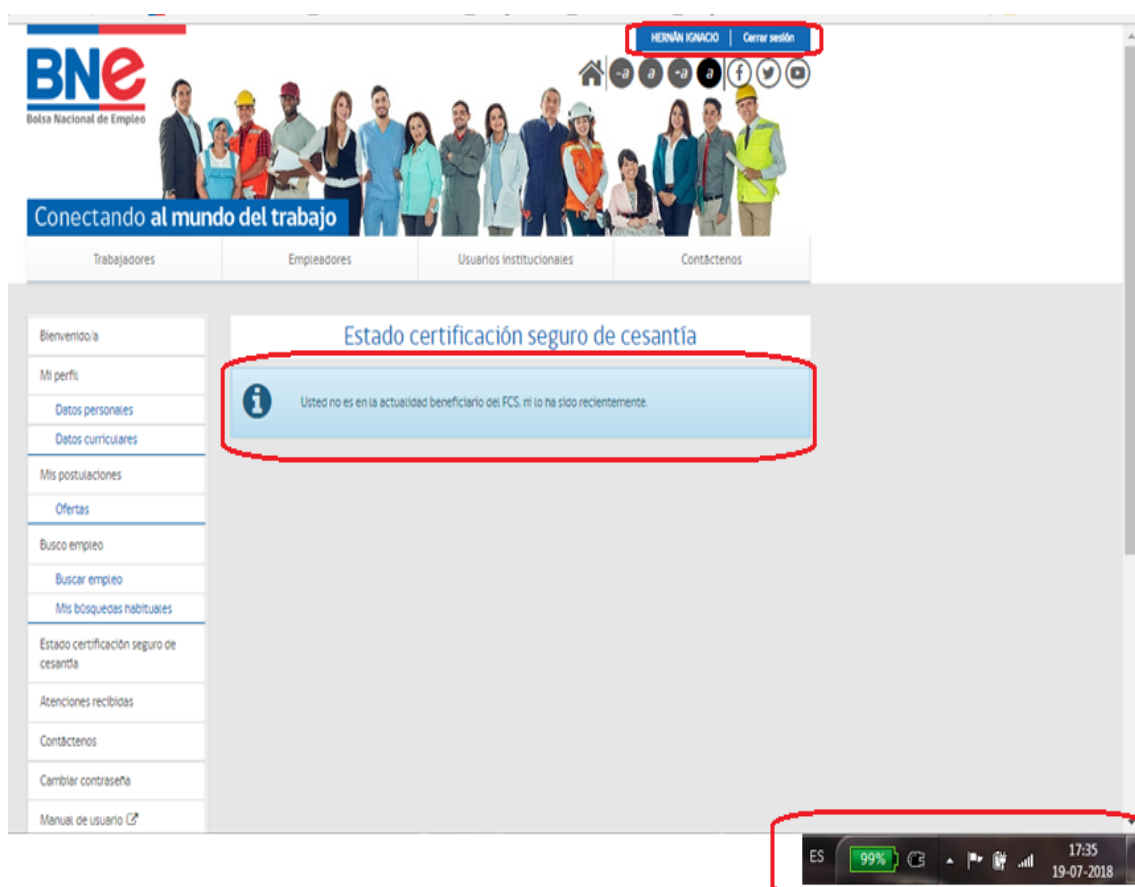 HERNÁN IGNACIO | Cerrar sesión
BNe
Bolsa Nacional de Empleo
-a a +a a
Conectando al mundo del trabajo
Trabajadores Empleadores Usuarios institucionales Contáctenos
Bienvenido/a
Estado certificación seguro de cesantía
Mi perfil
Usted no es en la actualidad beneficiario del FCS, ni lo ha sido recientemente.
Datos personales
Datos curriculares
Mis postulaciones
Ofertas
Busco empleo
Buscar empleo
Mis búsquedas habituales
Estado certificación seguro de
cesantía
Atenciones recibidas
Contáctenos
Cambiar contraseña
Manual de usuario
ES 99% 17:35
19-07-2018